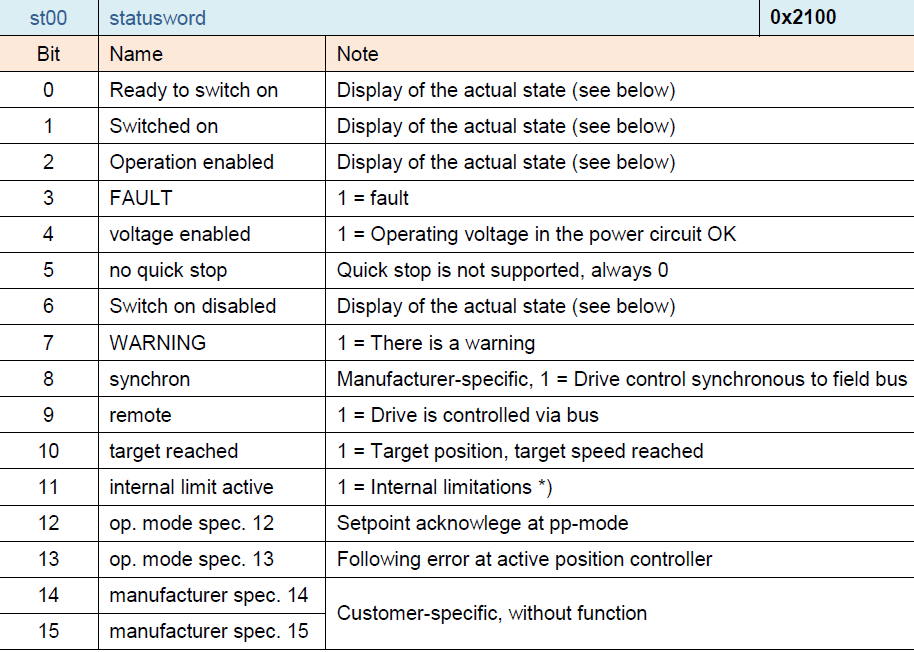 st00 statusword 0x2100
Bit Name Note
0 Ready to switch on Display of the actual state (see below)
1 Switched on Display of the actual state (see below)
2 Operation enabled Display of the actual state (see below)
3 FAULT 1 = fault
4 voltage enabled 1 = Operating voltage in the power circuit OK
5 no quick stop Quick stop is not supported, always 0
6 Switch on disabled Display of the actual state (see below)
7 WARNING 1 = There is a warning
8 synchron Manufacturer-specific, 1 = Drive control synchronous to field bus
9 remote 1 = Drive is controlled via bus
10 target reached 1 = Target position, target speed reached
11 internal limit active 1 = Internal limitations *)
12 op. mode spec. 12 Setpoint acknowlege at pp-mode
13 op. mode spec. 13 Following error at active position controller
14 manufacturer spec. 14
Customer-specific, without function
15 manufacturer spec. 15